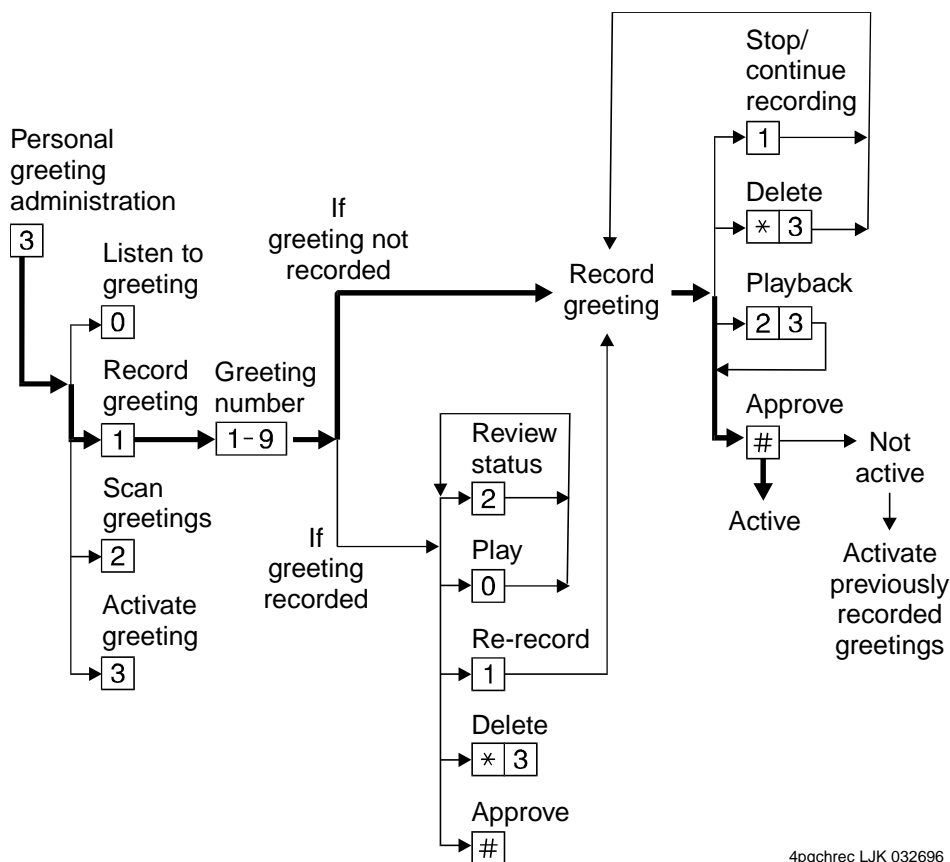 Personal
greeting
administration
3
Listen to
greeting
0
Record
greeting
1
Scan
greetings
2
Activate
greeting
3
Greeting
number
1-9
If
greeting not
recorded
If
greeting
recorded
Review
status
2
Play
0
Re-record
1
Delete
* 3
Approve
#
Record
greeting
Stop/
continue
recording
1
Delete
* 3
Playback
2 3
Approve
#
Active
Not
active
Activate
previously
recorded
greetings
4pgchrec LJK 032696